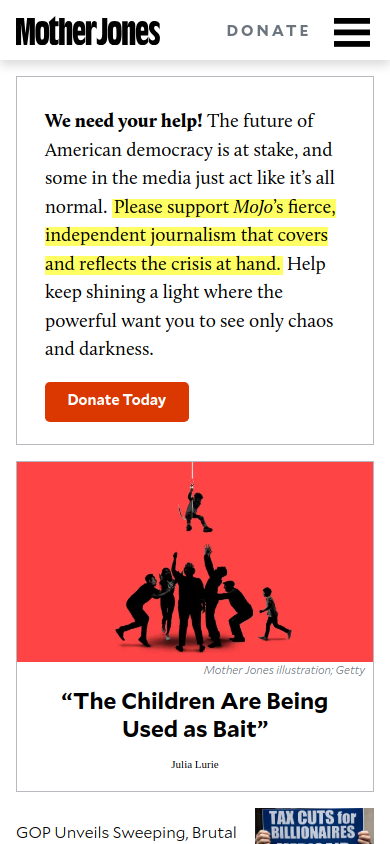 Mother Jones
DONATE
We need your help! The future of
American democracy is at stake, and
some in the media just act like it’s all
normal. Please support MoJo’s fierce,
independent journalism that covers
and reflects the crisis at hand. Help
keep shining a light where the
powerful want you to see only chaos
and darkness.
Donate Today
Mother Jones illustration; Getty
“The Children Are Being
Used as Bait”
Julia Lurie
GOP Unveils Sweeping, Brutal
TAX CUTS for
BILLIONAIRES